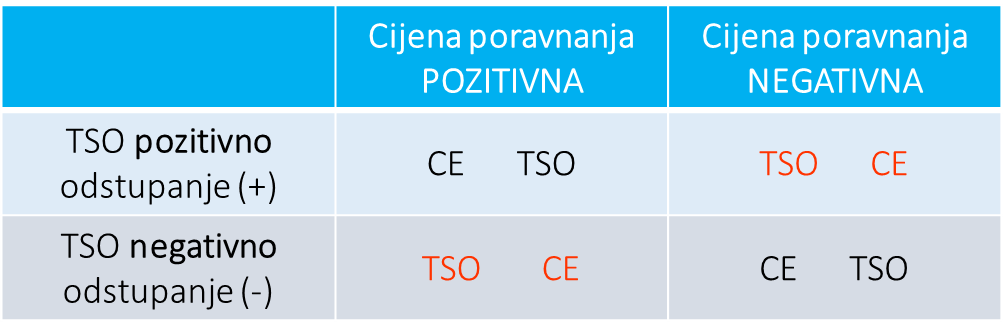 Cijena poravnanja
POZITIVNA
Cijena poravnanja
NEGATIVNA
TSO pozitivno
odstupanje (+)
CE TSO
TSO CE
TSO negativno
odstupanje (-)
TSO CE
CE TSO